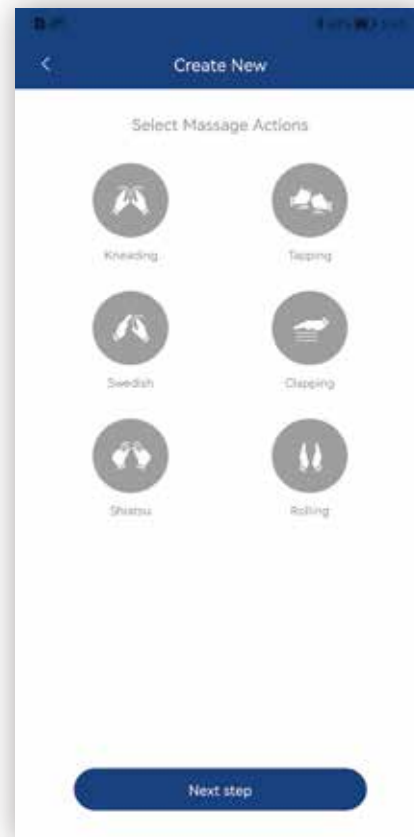 Create New
Select Massage Actions
Kneading
Tapping
Swedish
Clapping
Shiatsu
Rolling
Next step